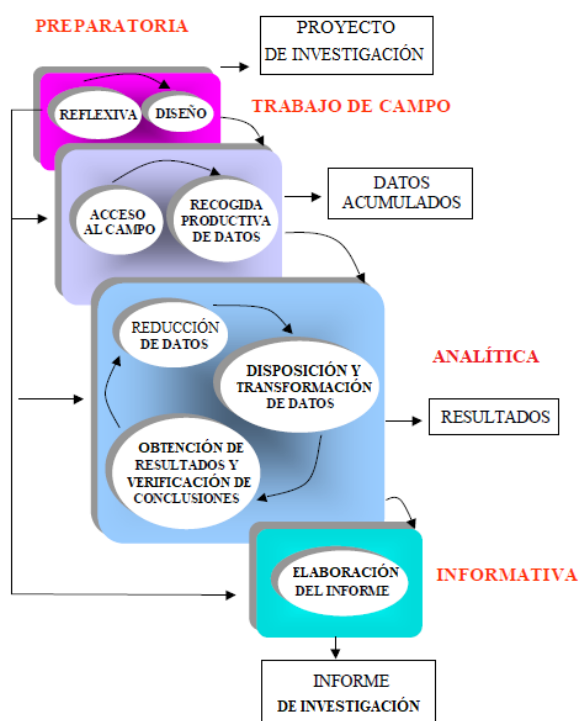 PREPARATORIA
PROYECTO
DE INVESTIGACIÓN
REFLEXIVA
DISEÑO
TRABAJO DE CAMPO
ACCESO
AL CAMPO
RECOGIDA
PRODUCTIVA
DE DATOS
DATOS
ACUMULADOS
REDUCCIÓN
DE DATOS
DISPOSICIÓN Y
TRANSFORMACIÓN
DE DATOS
ANALÍTICA
RESULTADOS
OBTENCIÓN DE
RESULTADOS Y
VERIFICACIÓN DE
CONCLUSIONES
ELABORACIÓN
DEL INFORME
INFORMATIVA
INFORME
DE INVESTIGACIÓN